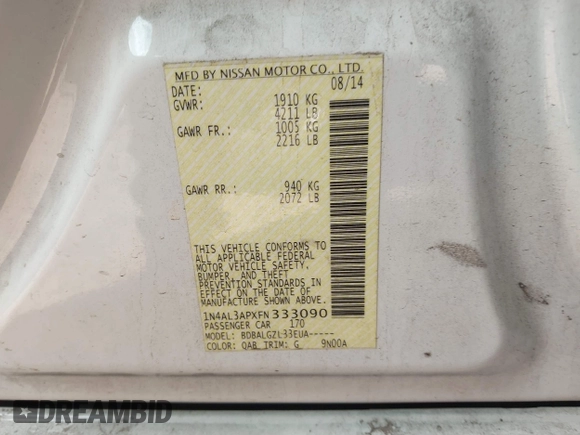 MFD BY NISSAN MOTOR CO., LTD.
DATE: 08/14
GVWR: 1910 KG
4211 LB
GAWR FR.: 1005 KG
2216 LB
GAWR RR.: 940 KG
2072 LB
THIS VEHICLE CONFORMS TO
ALL APPLICABLE FEDERAL
MOTOR VEHICLE SAFETY,
BUMPER, AND THEFT
PREVENTION STANDARDS
IN EFFECT ON THE DATE OF
MANUFACTURE SHOWN ABOVE.
1N4AL3APXFN333090
PASSENGER CAR 170
MODEL: BDBALGZL33EUA-----
COLOR: QAB TRIM: G 9N00A
DREAMBID